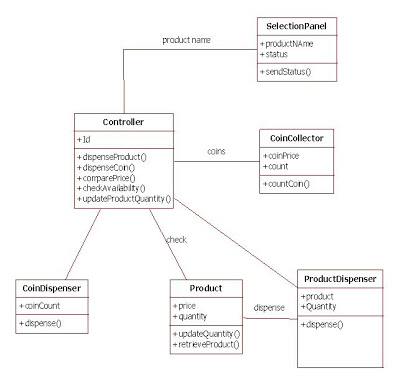 SelectionPanel
+productNAme
+status
+sendStatus()
product name
Controller
+Id
+dispenseProduct()
+dispenseCoin()
+comparePrice()
+checkAvailability()
+updateProductQuantity()
coins
CoinCollector
+coinPrice
+count
+countCoin()
check
CoinDispenser
+coinCount
+dispense()
Product
+price
+quantity
+updateQuantity()
+retrieveProduct()
dispense
ProductDispenser
+product
+Quantity
+dispense()